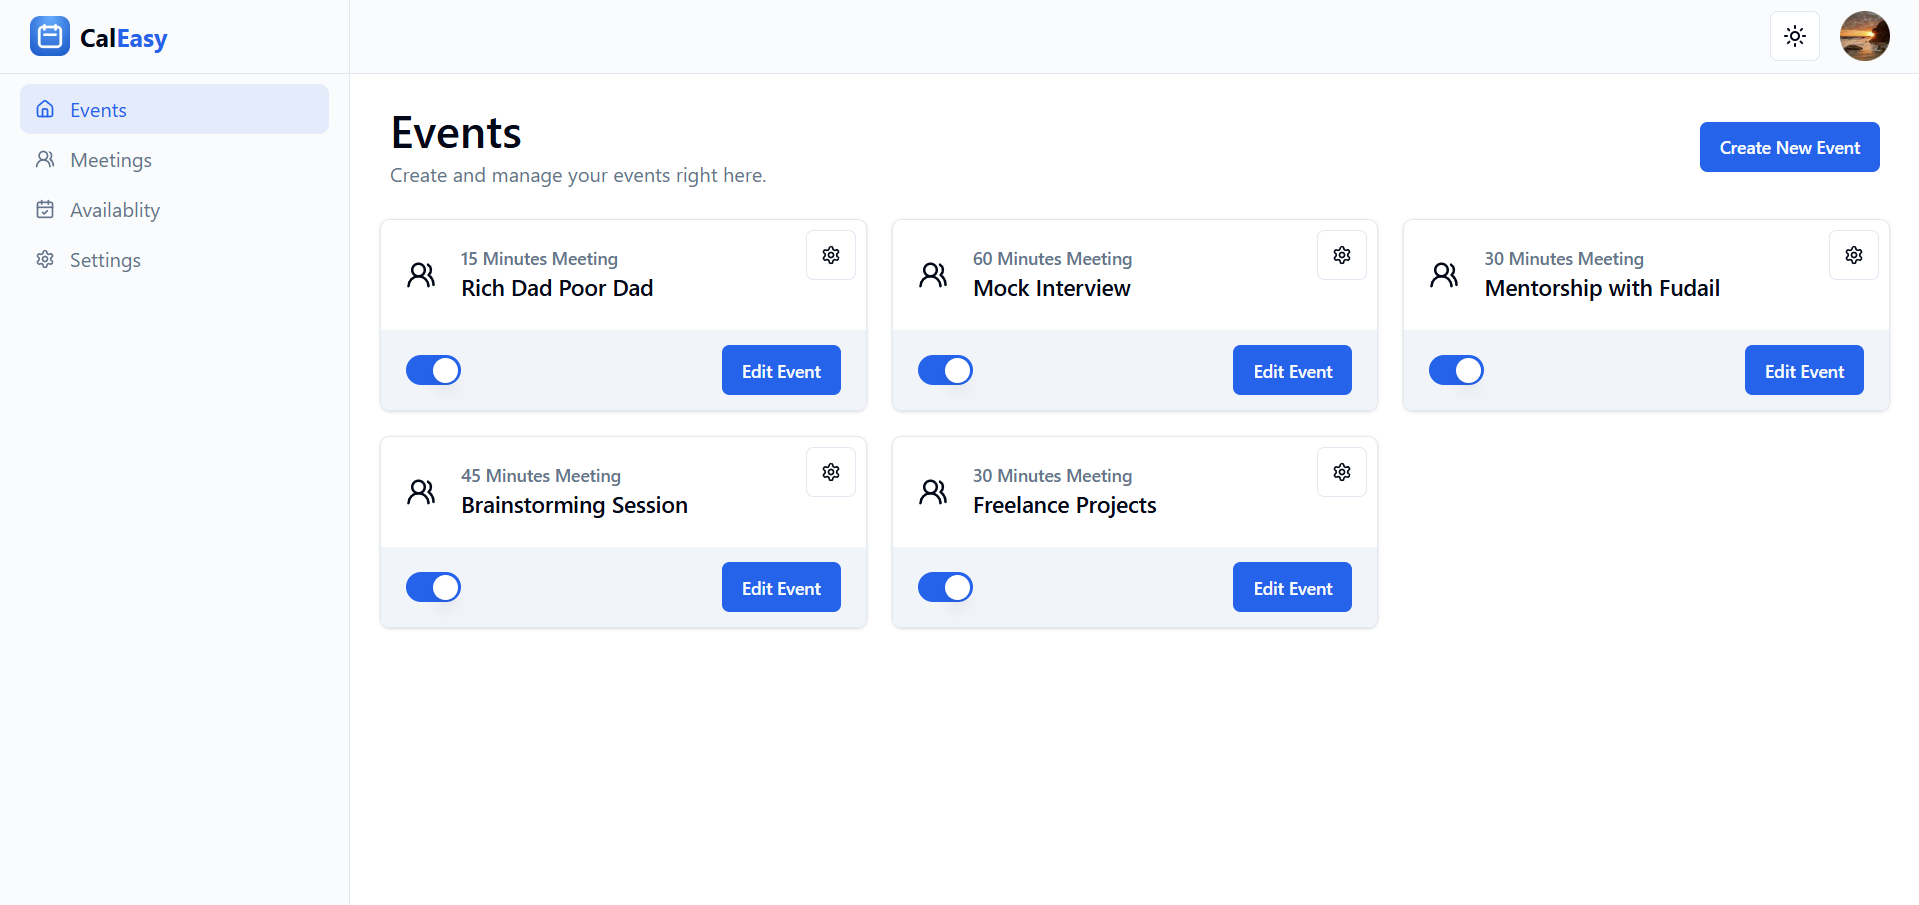 CalEasy
Events
Meetings
Availablity
Settings
Events
Create and manage your events right here.
Create New Event
15 Minutes Meeting
Rich Dad Poor Dad
Edit Event
60 Minutes Meeting
Mock Interview
Edit Event
30 Minutes Meeting
Mentorship with Fudail
Edit Event
45 Minutes Meeting
Brainstorming Session
Edit Event
30 Minutes Meeting
Freelance Projects
Edit Event